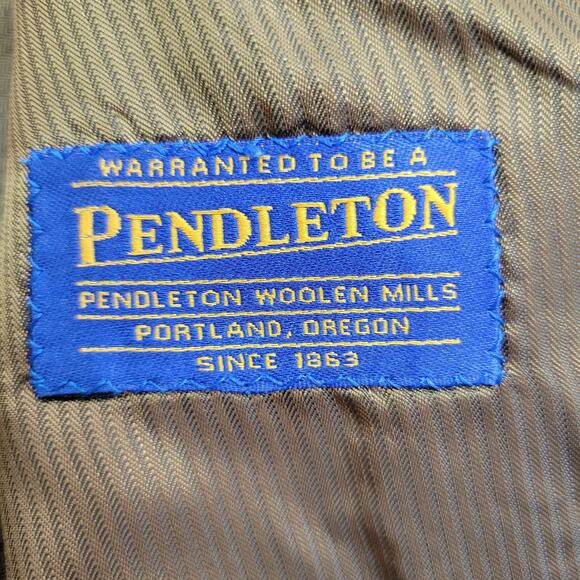 WARRANTED TO BE A
PENDLETON
PENDLETON WOOLEN MILLS
PORTLAND, OREGON
SINCE 1863